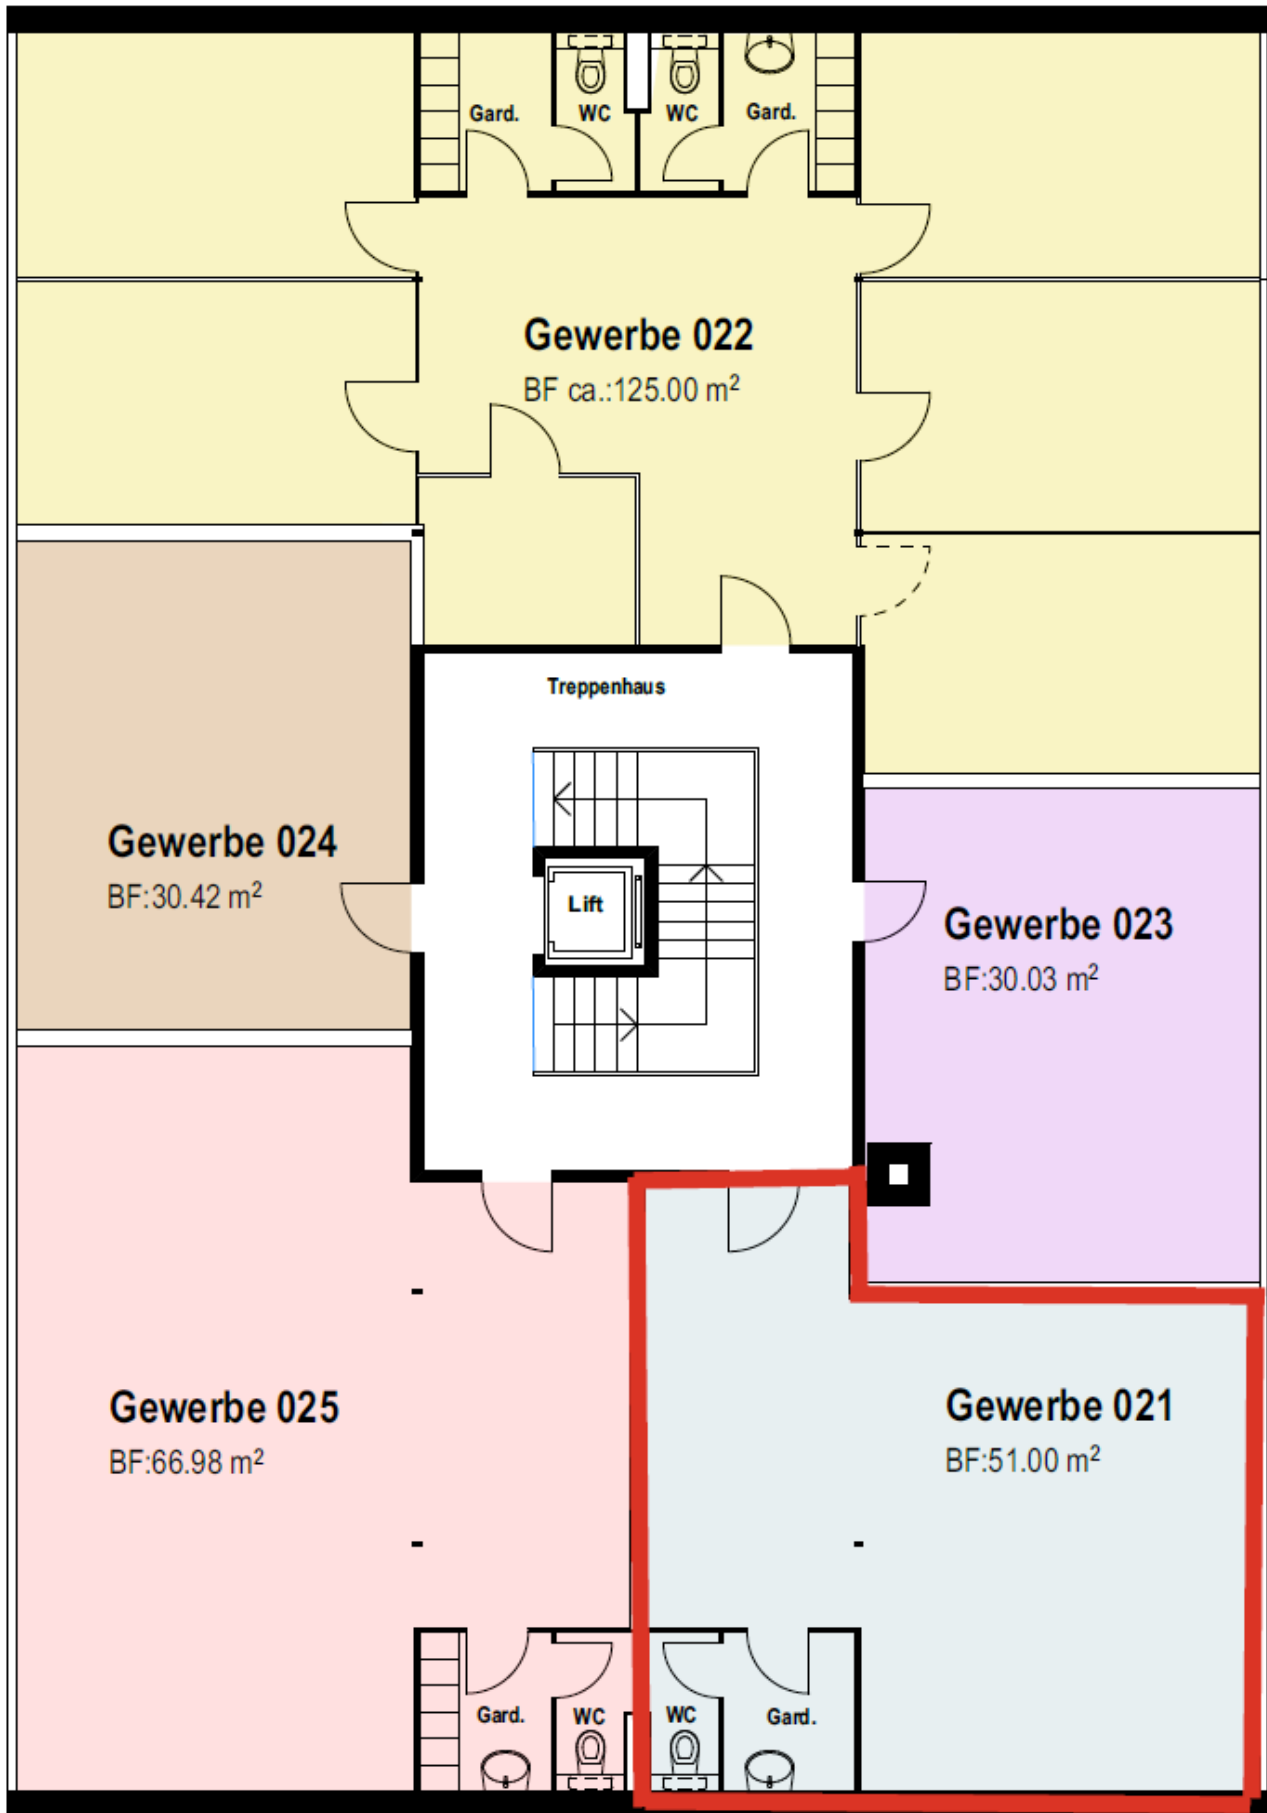 Gard.
WC
WC
Gard.
Gewerbe 022
BF ca.:125.00 m²
Treppenhaus
Gewerbe 024
BF:30.42 m²
Lift
Gewerbe 023
BF:30.03 m²
Gewerbe 025
BF:66.98 m²
Gewerbe 021
BF:51.00 m²
Gard.
WC
WC
Gard.